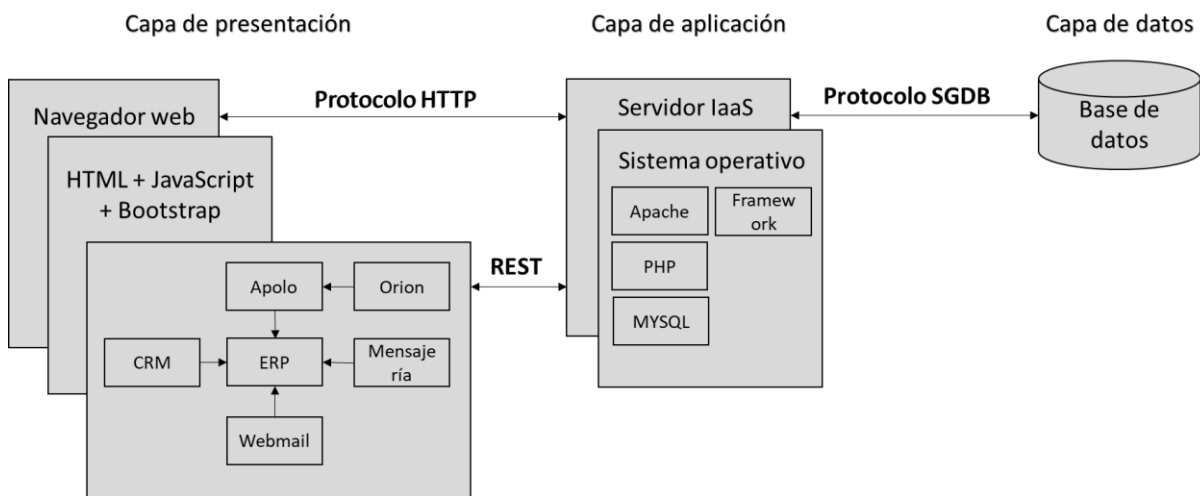 Capa de presentación
Capa de aplicación
Capa de datos
Navegador web
Protocolo HTTP
Servidor IaaS
Protocolo SGDB
Base de
datos
HTML + JavaScript
+ Bootstrap
Sistema operativo
Apache
Framew
ork
PHP
MYSQL
REST
Apolo
Orion
CRM
ERP
Mensaje
ría
Webmail